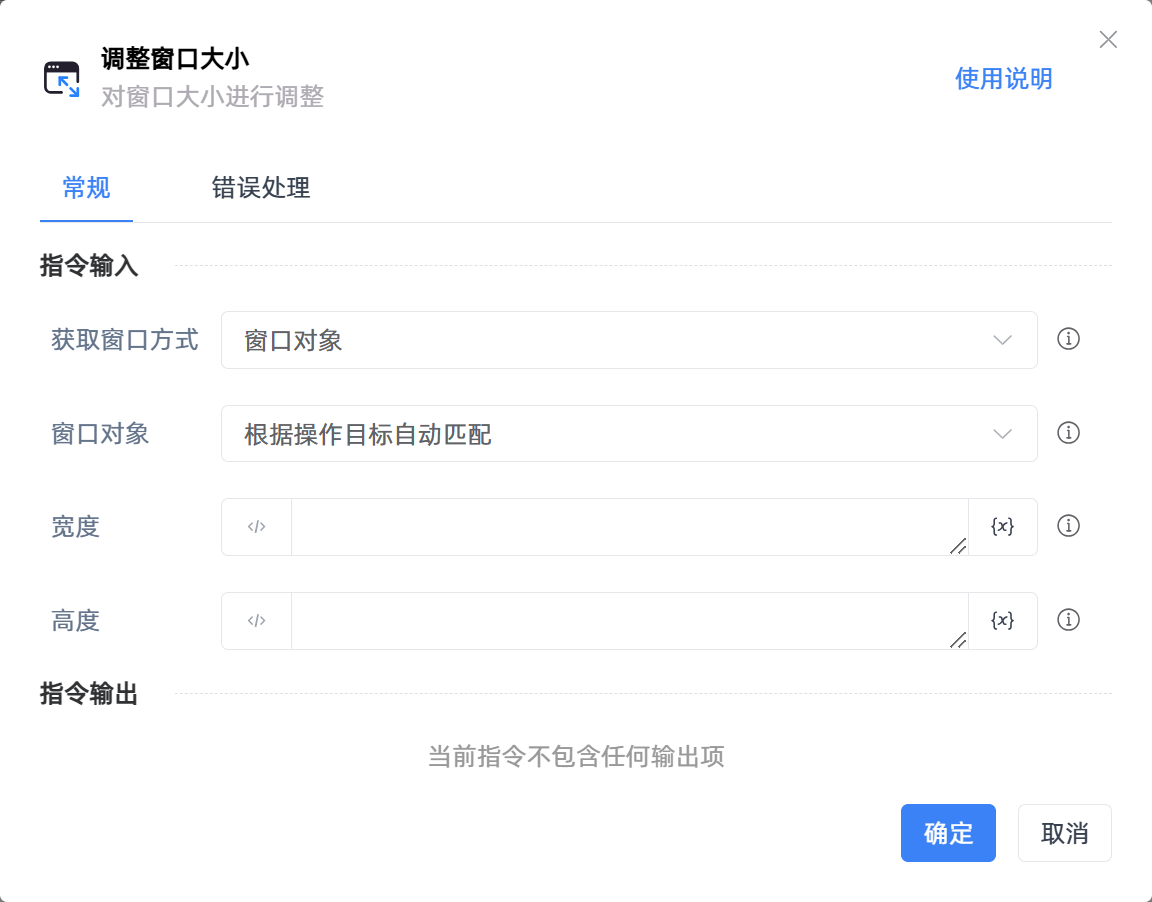 调整窗口大小
对窗口大小进行调整
使用说明
常规
错误处理
指令输入
获取窗口方式
窗口对象
窗口对象
根据操作目标自动匹配
宽度
</>
{x}
高度
</>
{x}
指令输出
当前指令不包含任何输出项
确定
取消